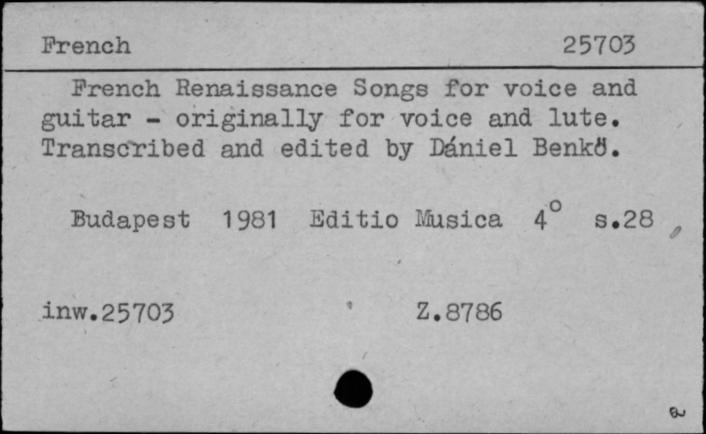 French 25703
French Renaissance Songs for voice and
guitar - originally for voice and lute.
Transcribed and edited by Dániel Benkő.
Budapest 1981 Editio Musica 4° s.28
inw.25703 Z.8786